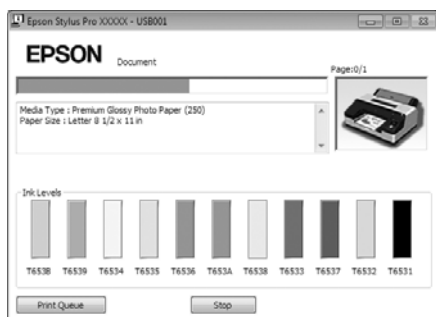 Epson Stylus Pro XXXXX - USB001
EPSON Document
Page:0/1
Media Type : Premium Glossy Photo Paper (250)
Paper Size : Letter 8 1/2 x 11 in
Ink Levels
T653B T6539 T6534 T6535 T6536 T653A T6538 T6533 T6537 T6532 T6531
Print Queue Stop